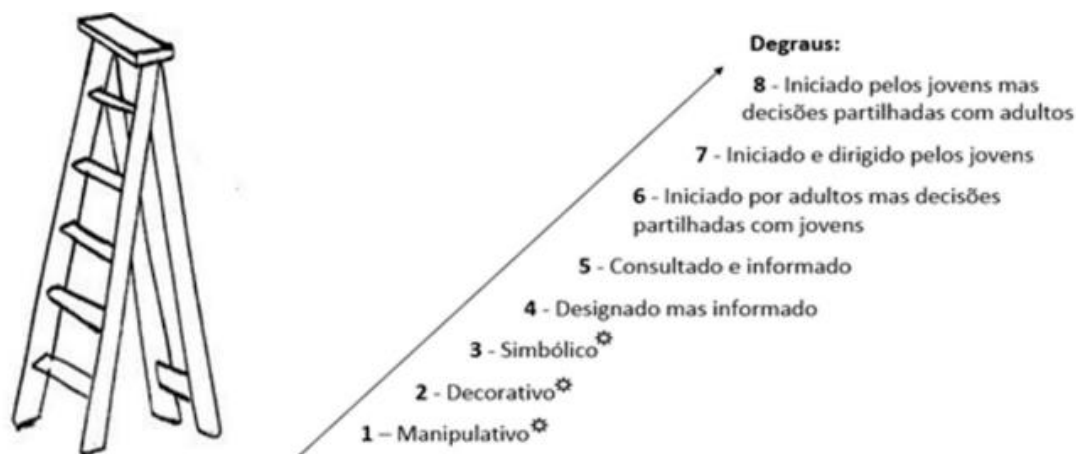 Degraus:
8 - Iniciado pelos jovens mas
decisões partilhadas com adultos
7 - Iniciado e dirigido pelos jovens
6 - Iniciado por adultos mas decisões
partilhadas com jovens
5 - Consultado e informado
4 - Designado mas informado
3 - Simbólico☼
2 - Decorativo☼
1 – Manipulativo☼